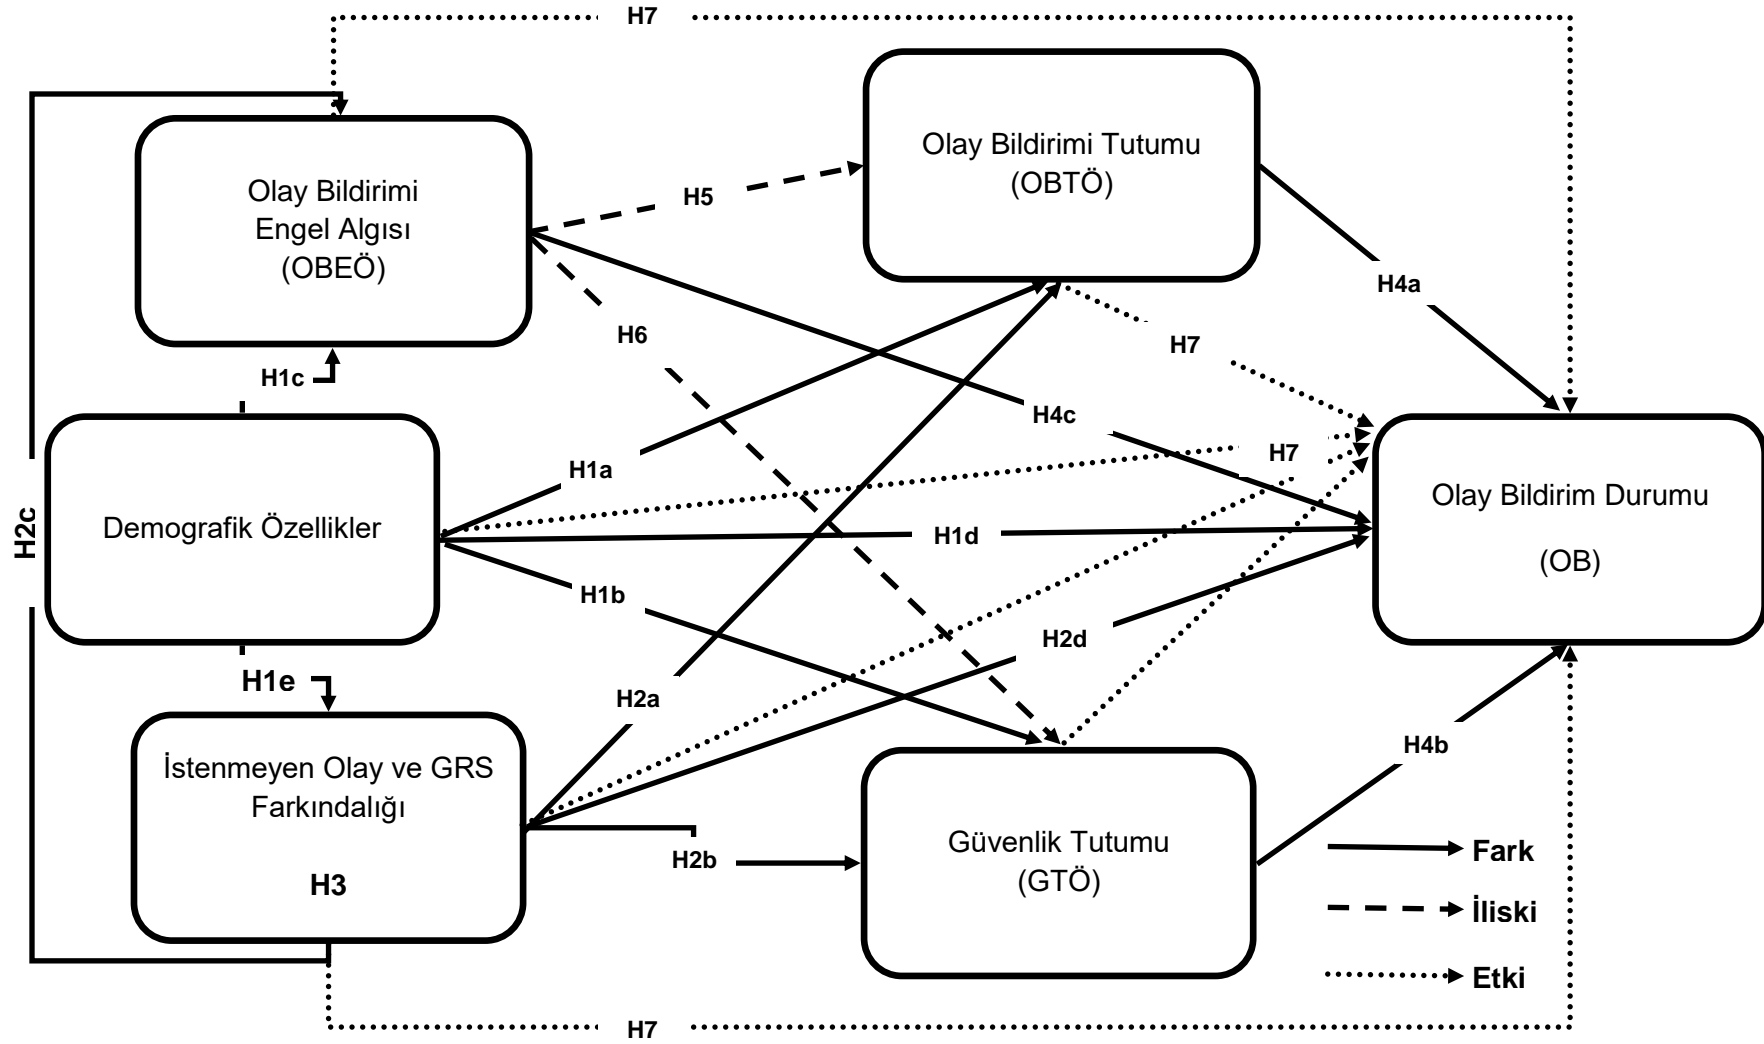 H7
Olay Bildirimi Tutumu
(OBTÖ)
Olay Bildirimi
Engel Algısı
(OBEÖ)
H5
H4a
H6
H7
H1c
H4c
H7
H1a
Olay Bildirim Durumu
(OB)
Demografik Özellikler
H2c
H1d
H1b
H2d
H1e
H2a
İstenmeyen Olay ve GRS
Farkındalığı
H3
H2b
H4b
Güvenlik Tutumu
(GTÖ)
Fark
İliski
Etki
H7